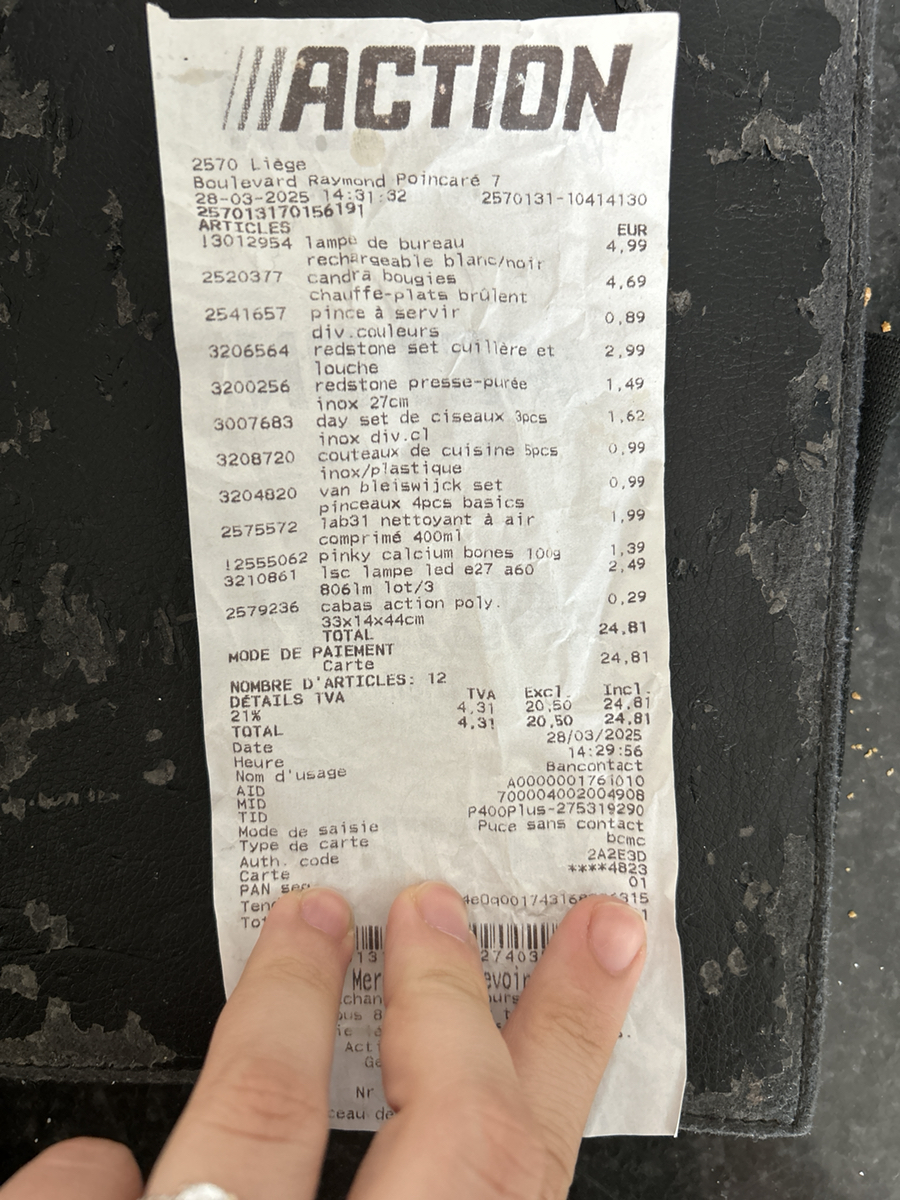 ACTION
2570 Liège
Boulevard Raymond Poincaré 7
28-03-2025 14:31:32 2570131-10414130
257013170156191
ARTICLES EUR
!3012954 lampe de bureau 4,99
rechargeable blanc/noir
2520377 candra bougies 4,69
chauffe-plats brûlent
2541657 pince à servir 0,89
div.couleurs
3206564 redstone set cuillère et 2,99
louche
3200256 redstone presse-purée 1,49
inox 27cm
3007683 day set de ciseaux 3pcs 1,62
inox div.cl
3208720 couteaux de cuisine 5pcs 0,99
inox/plastique
3204820 van bleiswijck set 0,99
pinceaux 4pcs basics
2575572 lab31 nettoyant à air 1,99
comprimé 400ml
!2555062 pinky calcium bones 100g 1,39
3210861 lsc lampe led e27 a60 2,49
806lm lot/3
2579236 cabas action poly. 0,29
33x14x44cm
TOTAL 24,81
MODE DE PAIEMENT
Carte 24,81
NOMBRE D'ARTICLES: 12
DÉTAILS TVA TVA Excl. Incl.
21% 4,31 20,50 24,81
TOTAL 4,31 20,50 24,81
Date 28/03/2025
Heure 14:29:56
Nom d'usage Bancontact
AID A0000001761010
MID 700004002004908
TID P400Plus-275319290
Mode de saisie Puce sans contact
Type de carte bcmc
Auth. code 2A2E3D
Carte ****4823
PAN seq. 01
Nr